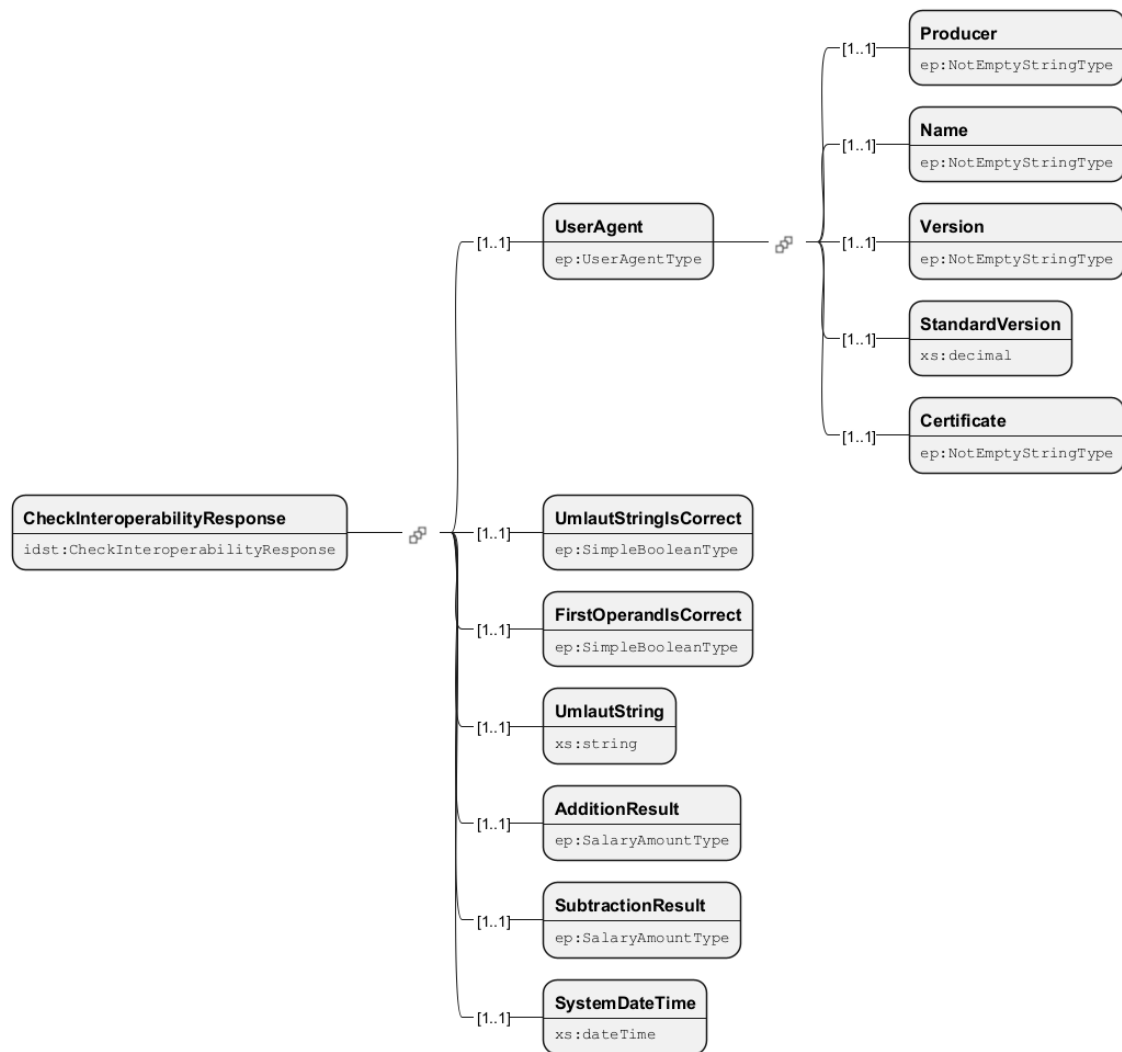 Producer
[1..1]
ep:NotEmptyStringType
Name
[1..1]
ep:NotEmptyStringType
UserAgent
[1..1]
ep:UserAgentType
Version
[1..1]
ep:NotEmptyStringType
StandardVersion
[1..1]
xs:decimal
Certificate
[1..1]
ep:NotEmptyStringType
CheckInteroperabilityResponse
idst:CheckInteroperabilityResponse
UmlautStringIsCorrect
[1..1]
ep:SimpleBooleanType
FirstOperandIsCorrect
[1..1]
ep:SimpleBooleanType
UmlautString
[1..1]
xs:string
AdditionResult
[1..1]
ep:SalaryAmountType
SubtractionResult
[1..1]
ep:SalaryAmountType
SystemDateTime
[1..1]
xs:dateTime